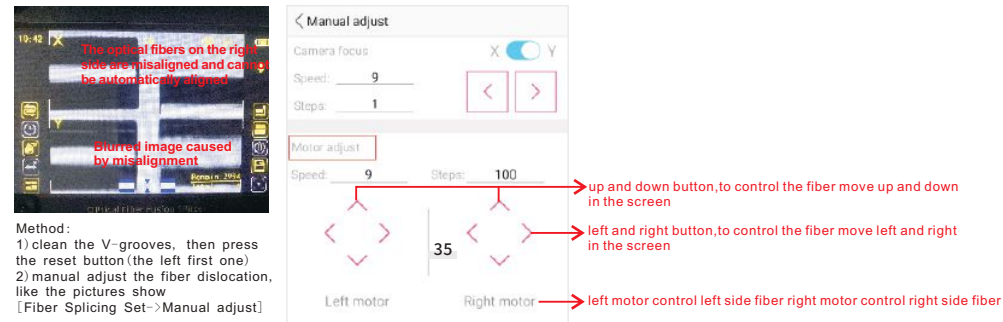 19:42
X
The optical fibers on the right
side are misaligned and cannot
be automatically aligned
Y
Blurred image caused
by misalignment
Remain: 2994
Method:
1) clean the V-grooves, then press
the reset button (the left first one)
2) manual adjust the fiber dislocation,
like the pictures show
[Fiber Splicing Set->Manual adjust]
Manual adjust
Camera focus X Y
Speed: 9
Steps: 1
Motor adjust
Speed: 9 Steps: 100
35
Left motor Right motor
up and down button,to control the fiber move up and down
in the screen
left and right button,to control the fiber move left and right
in the screen
left motor control left side fiber right motor control right side fiber